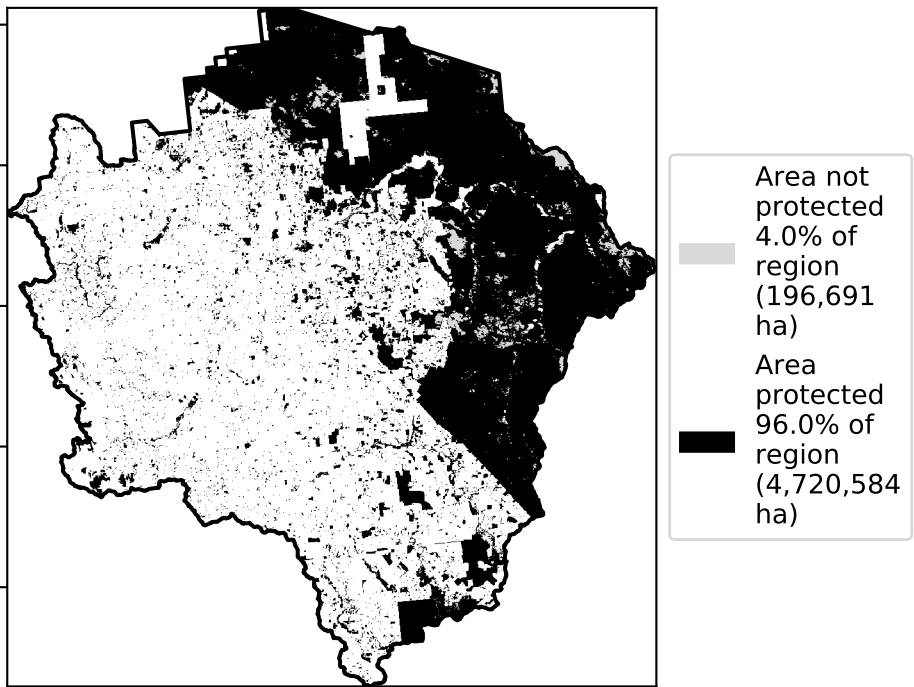 Area not
protected
4.0% of
region
(196,691
ha)
Area
protected
96.0% of
region
(4,720,584
ha)